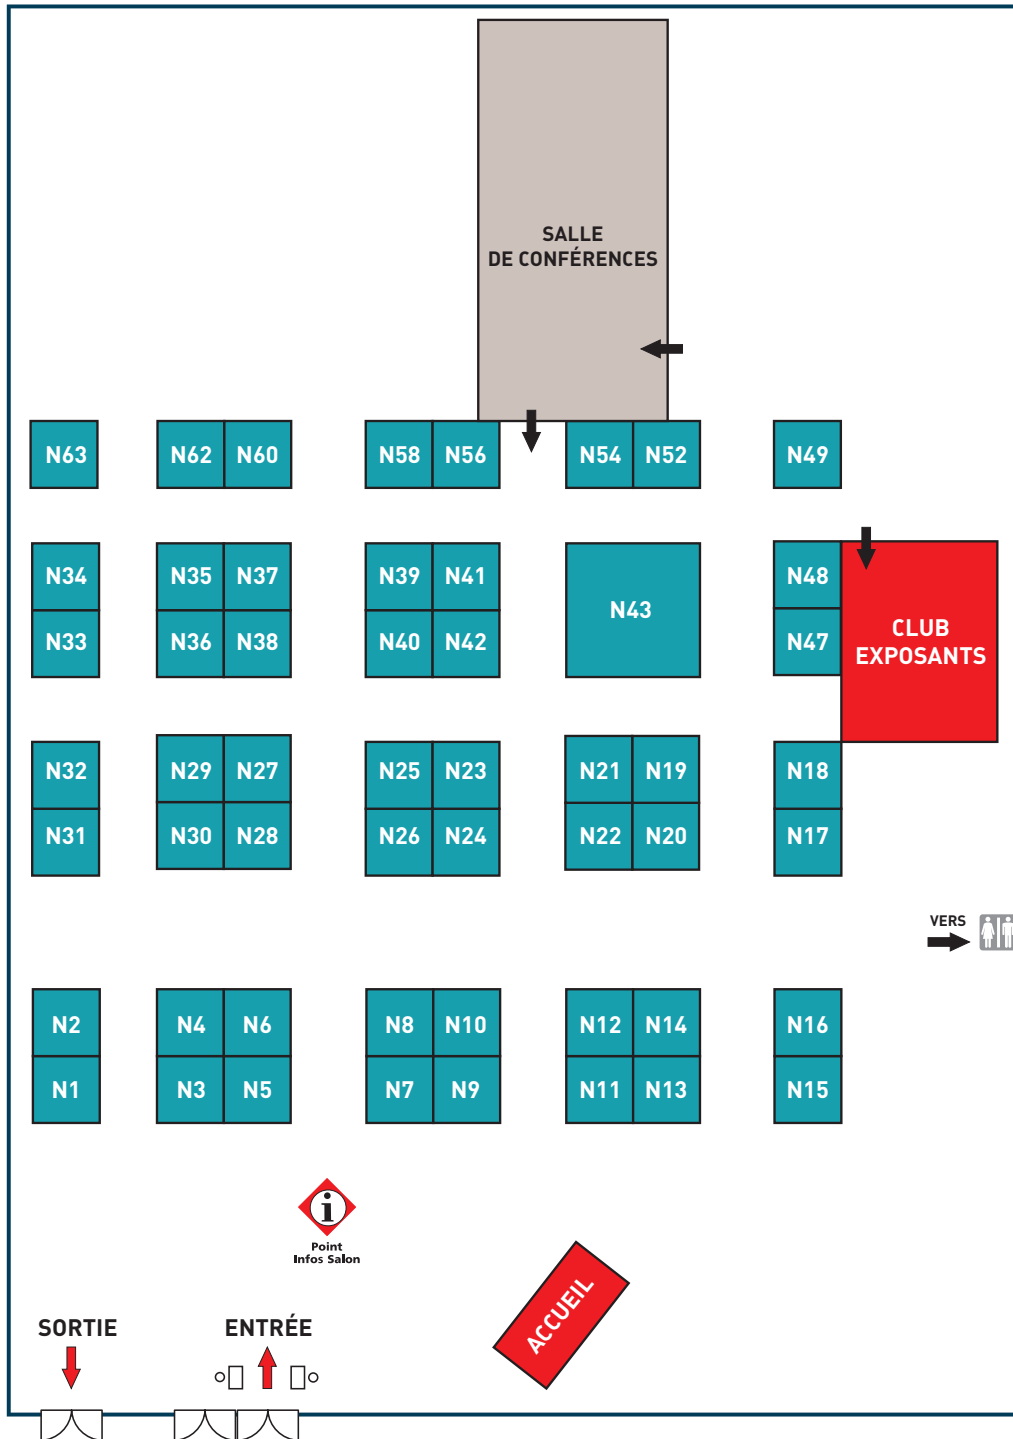 SALLE
DE CONFÉRENCES
N63 N62 N60 N58 N56 N54 N52 N49
N34 N35 N37 N39 N41 N48
N43
N33 N36 N38 N40 N42 N47
CLUB
EXPOSANTS
N32 N29 N27 N25 N23 N21 N19 N18
N31 N30 N28 N26 N24 N22 N20 N17
VERS
N2 N4 N6 N8 N10 N12 N14 N16
N1 N3 N5 N7 N9 N11 N13 N15
i
Point
Infos Salon
ACCUEIL
SORTIE ENTRÉE